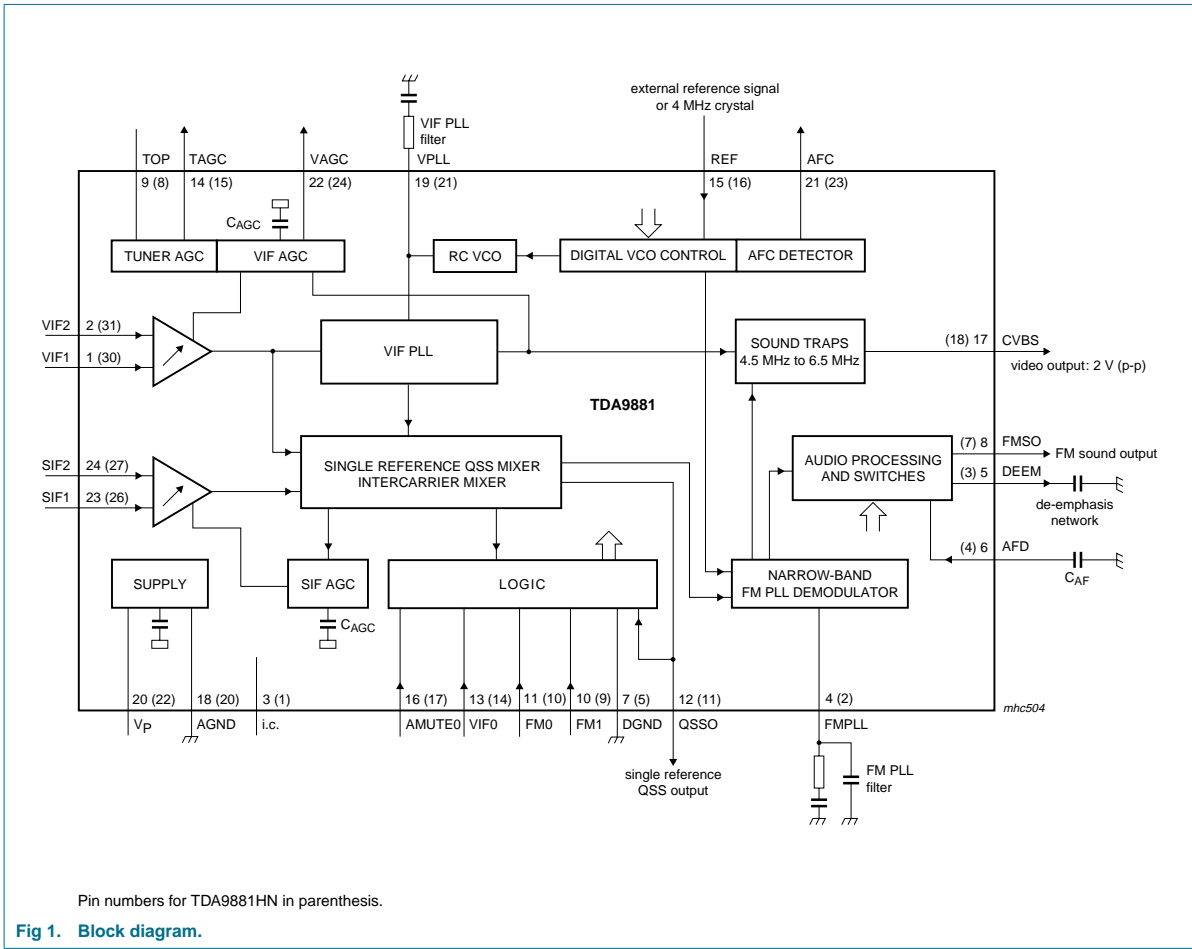 external reference signal
or 4 MHz crystal
VIF PLL
filter
TOP TAGC VAGC VPLL REF AFC
9 (8) 14 (15) 22 (24) 19 (21) 15 (16) 21 (23)
CAGC
TUNER AGC VIF AGC RC VCO DIGITAL VCO CONTROL AFC DETECTOR
VIF2 2 (31)
VIF1 1 (30)
VIF PLL
SOUND TRAPS
4.5 MHz to 6.5 MHz
(18) 17 CVBS
video output: 2 V (p-p)
TDA9881
SIF2 24 (27)
SIF1 23 (26)
SINGLE REFERENCE QSS MIXER
INTERCARRIER MIXER
AUDIO PROCESSING
AND SWITCHES
(7) 8 FMSO
FM sound output
(3) 5 DEEM
de-emphasis
network
(4) 6 AFD
CAF
SUPPLY SIF AGC LOGIC
NARROW-BAND
FM PLL DEMODULATOR
CAGC
20 (22) 18 (20) 3 (1) 16 (17) 13 (14) 11 (10) 10 (9) 7 (5) 12 (11) 4 (2)
VP AGND i.c. AMUTE0 VIF0 FM0 FM1 DGND QSSO FMPLL
mhc504
single reference
QSS output
FM PLL
filter
Pin numbers for TDA9881HN in parenthesis.
Fig 1. Block diagram.